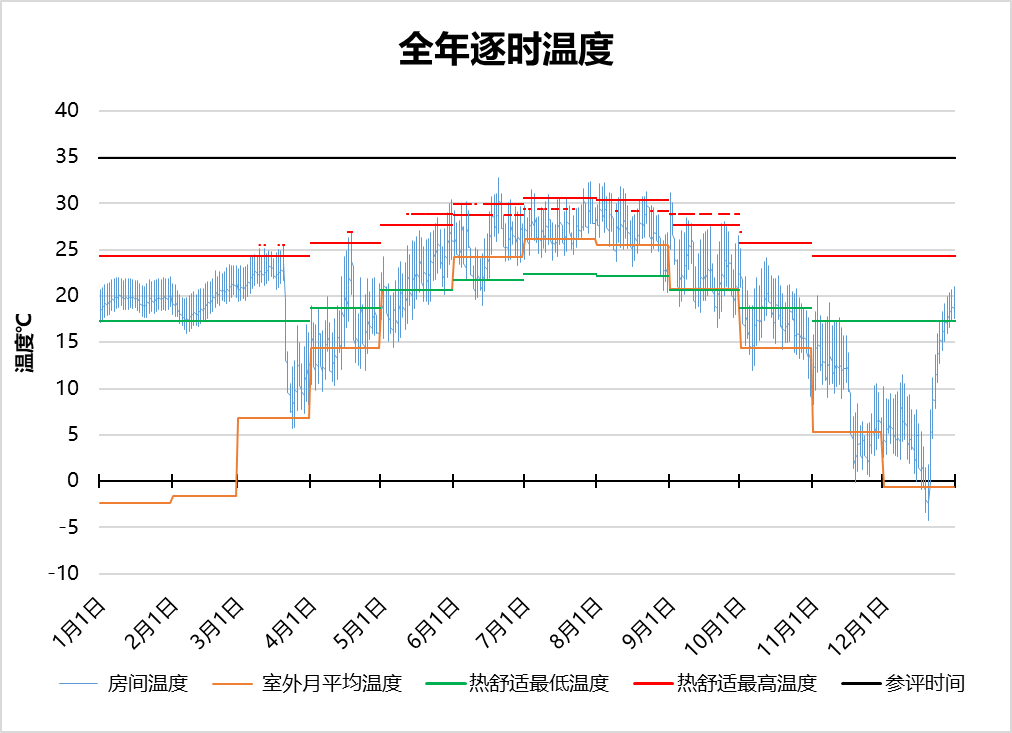 全年逐时温度
40
35
30
25
20
15
10
5
0
-5
-10
温度℃
1月1日
2月1日
3月1日
4月1日
5月1日
6月1日
7月1日
8月1日
9月1日
10月1日
11月1日
12月1日
房间温度 室外月平均温度 热舒适最低温度 热舒适最高温度 参评时间